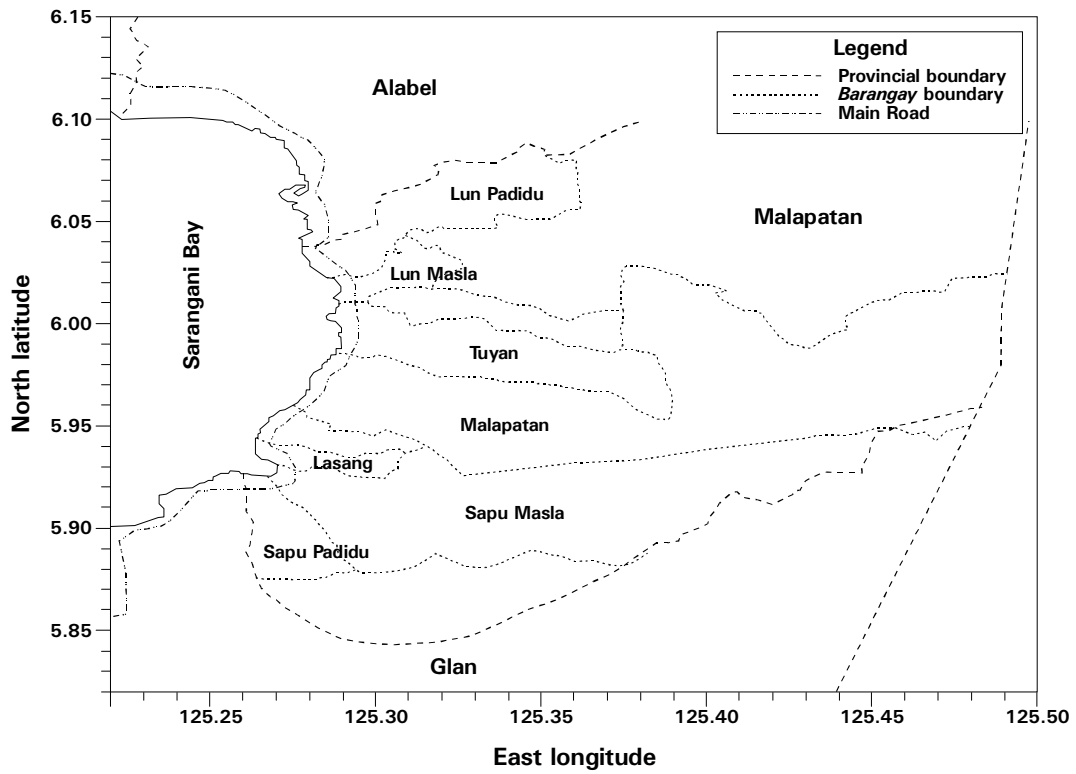 6.15
6.10
6.05
6.00
5.95
5.90
5.85
North latitude
Legend
Provincial boundary
Barangay boundary
Main Road
Alabel
Lun Padidu
Malapatan
Sarangani Bay
Lun Masla
Tuyan
Malapatan
Lasang
Sapu Masla
Sapu Padidu
Glan
125.25 125.30 125.35 125.40 125.45 125.50
East longitude